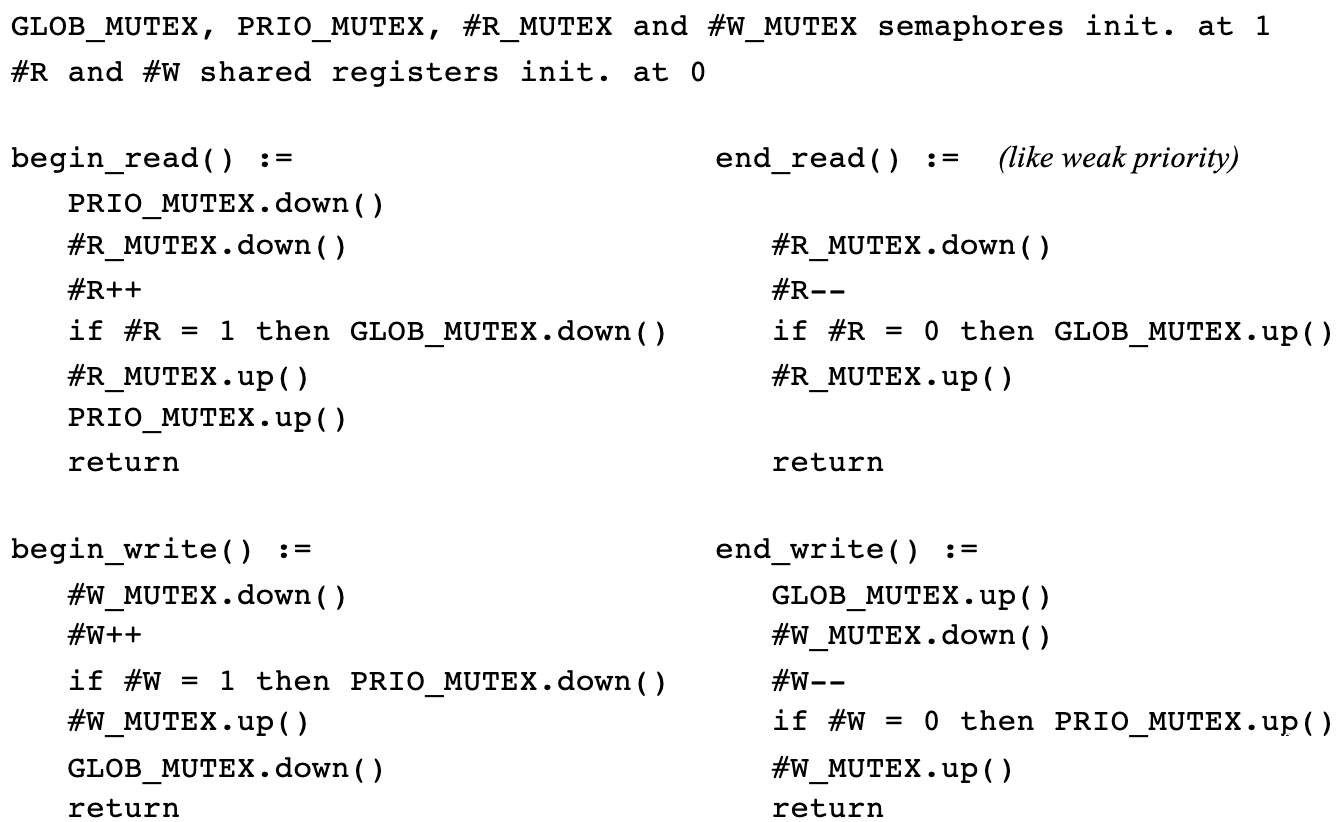 GLOB_MUTEX, PRIO_MUTEX, #R_MUTEX and #W_MUTEX semaphores init. at 1
#R and #W shared registers init. at 0
begin_read() :=
PRIO_MUTEX.down()
#R_MUTEX.down()
#R++
if #R = 1 then GLOB_MUTEX.down()
#R_MUTEX.up()
PRIO_MUTEX.up()
return
end_read() := (like weak priority)
#R_MUTEX.down()
#R--
if #R = 0 then GLOB_MUTEX.up()
#R_MUTEX.up()
return
begin_write() :=
#W_MUTEX.down()
#W++
if #W = 1 then PRIO_MUTEX.down()
#W_MUTEX.up()
GLOB_MUTEX.down()
return
end_write() :=
GLOB_MUTEX.up()
#W_MUTEX.down()
#W--
if #W = 0 then PRIO_MUTEX.up()
#W_MUTEX.up()
return